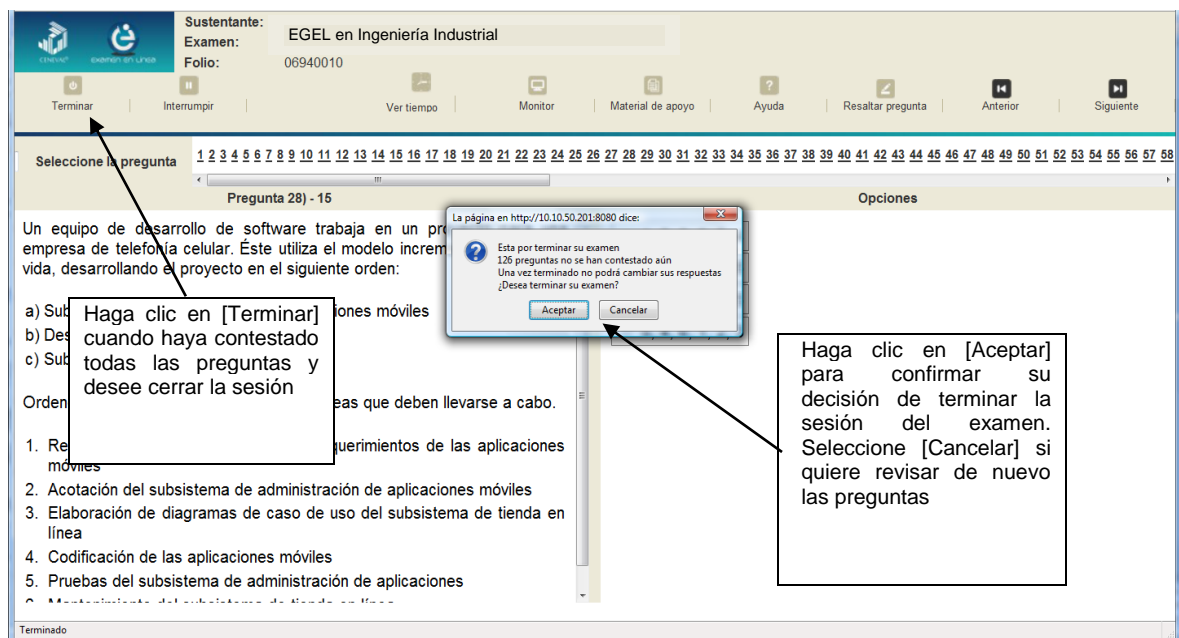 Sustentante:
Examen: EGEL en Ingeniería Industrial
Folio: 06940010
CENEVAL
examen en línea
Terminar Interrumpir Ver tiempo Monitor Material de apoyo Ayuda Resaltar pregunta Anterior Siguiente
Seleccione la pregunta 1 2 3 4 5 6 7 8 9 10 11 12 13 14 15 16 17 18 19 20 21 22 23 24 25 26 27 28 29 30 31 32 33 34 35 36 37 38 39 40 41 42 43 44 45 46 47 48 49 50 51 52 53 54 55 56 57 58
Pregunta 28) - 15 Opciones
Un equipo de desarrollo de software trabaja en un
empresa de telefonía celular. Éste utiliza el modelo
vida, desarrollando el proyecto en el siguiente orden:
a) móviles
b)
c)
que deben llevarse a cabo.
1. de las aplicaciones
móviles
2. Acotación del subsistema de administración de aplicaciones móviles
3. Elaboración de diagramas de caso de uso del subsistema de tienda en
línea
4. Codificación de las aplicaciones móviles
5. Pruebas del subsistema de administración de aplicaciones
La página en http://10.10.50.201:8080 dice:
Esta por terminar su examen
126 preguntas no se han contestado aún
Una vez terminado no podrá cambiar sus respuestas
¿Desea terminar su examen?
Aceptar Cancelar
Haga clic en [Terminar]
cuando haya contestado
todas las preguntas y
desee cerrar la sesión
Haga clic en [Aceptar]
para confirmar su
decisión de terminar la
sesión del examen.
Seleccione [Cancelar] si
quiere revisar de nuevo
las preguntas
Terminado